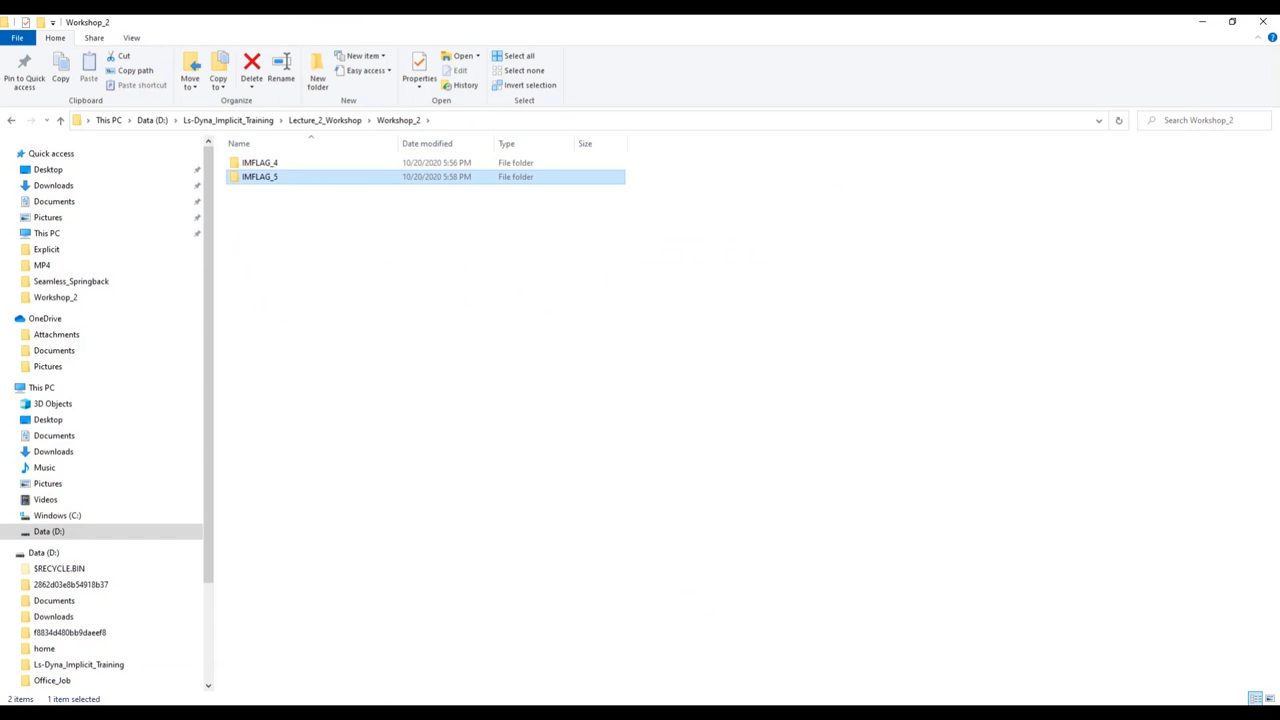 Workshop_2
File Home Share View
Pin to Quick access
Copy
Paste
Cut
Copy path
Paste shortcut
Clipboard
Move to
Copy to
Delete
Rename
Organize
New folder
New item
Easy access
New
Properties
Open
Edit
History
Open
Select all
Select none
Invert selection
Select
This PC Data (D:) Ls-Dyna_Implicit_Training Lecture_2_Workshop Workshop_2
Search Workshop_2
Name Date modified Type Size
IMFLAG_4 10/20/2020 5:56 PM File folder
IMFLAG_5 10/20/2020 5:58 PM File folder
Quick access
Desktop
Downloads
Documents
Pictures
This PC
Explicit
MP4
Seamless_Springback
Workshop_2
OneDrive
Attachments
Documents
Pictures
This PC
3D Objects
Desktop
Documents
Downloads
Music
Pictures
Videos
Windows (C:)
Data (D:)
Data (D:)
$RECYCLE.BIN
2862d03e8b54918b37
Documents
Downloads
f8834d480bb9daeef8
home
Ls-Dyna_Implicit_Training
Office_Job
2 items 1 item selected